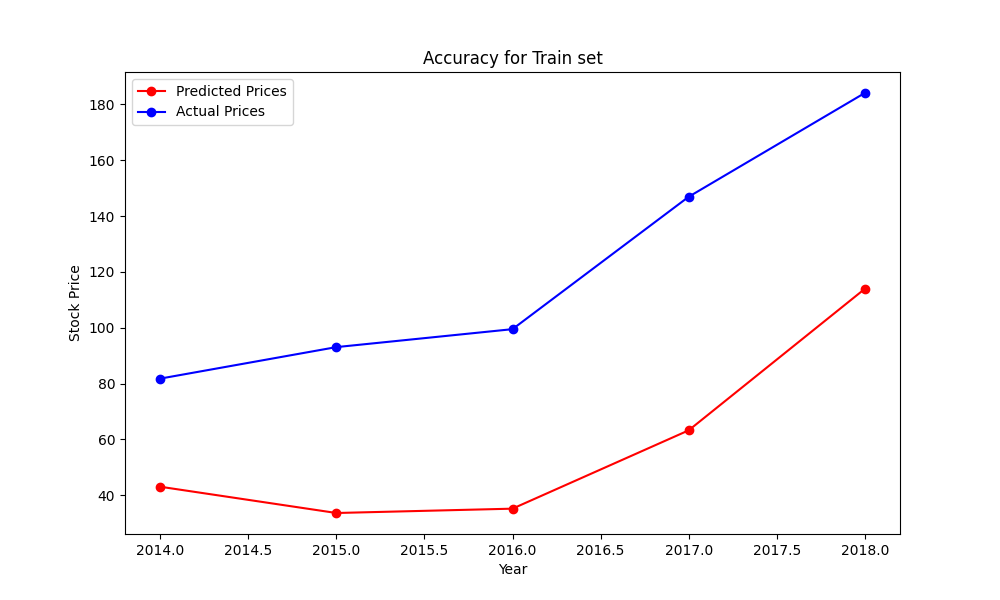 Accuracy for Train set
Predicted Prices
Actual Prices
180
160
140
120
100
80
60
40
Stock Price
2014.0 2014.5 2015.0 2015.5 2016.0 2016.5 2017.0 2017.5 2018.0
Year